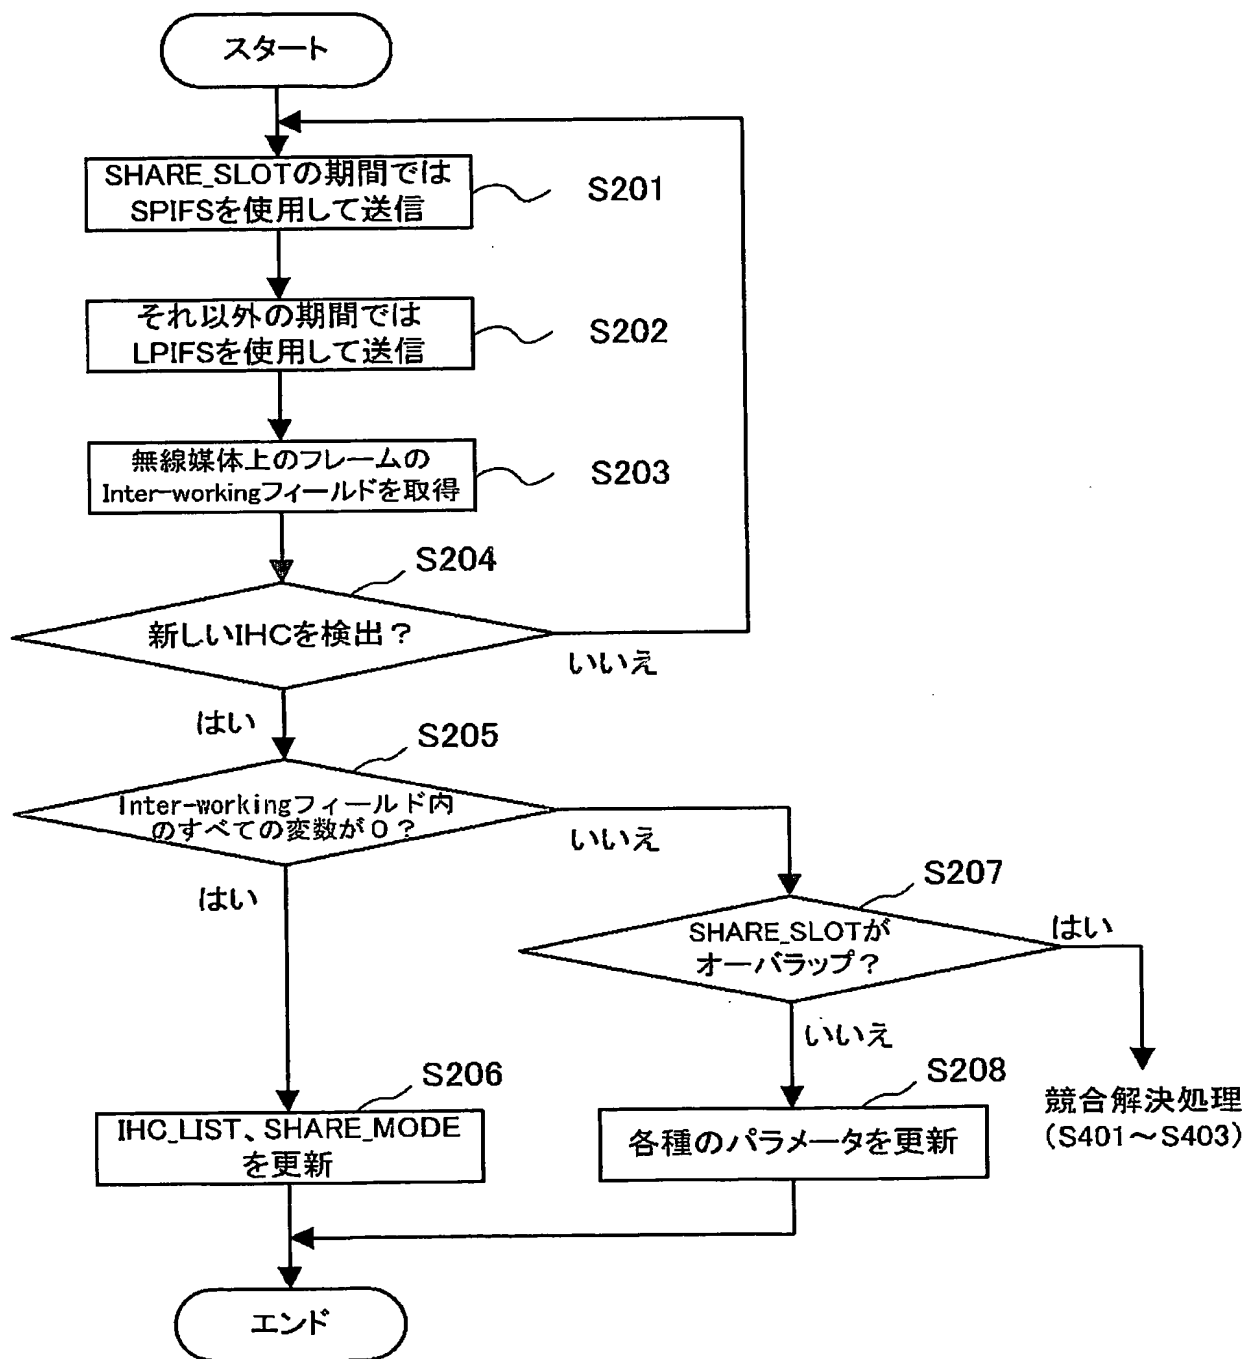 スタート
SHARE_SLOTの期間では
SPIFSを使用して送信
S201
それ以外の期間では
LPIFSを使用して送信
S202
無線媒体上のフレームの
Inter-workingフィールドを取得
S203
S204
新しいIHCを検出？
いいえ
はい
S205
Inter-workingフィールド内
のすべての変数が０？
いいえ
はい
S207
SHARE_SLOTが
オーバラップ？
はい
いいえ
S206
IHC_LIST、SHARE_MODE
を更新
S208
各種のパラメータを更新
競合解決処理
(S401～S403)
エンド